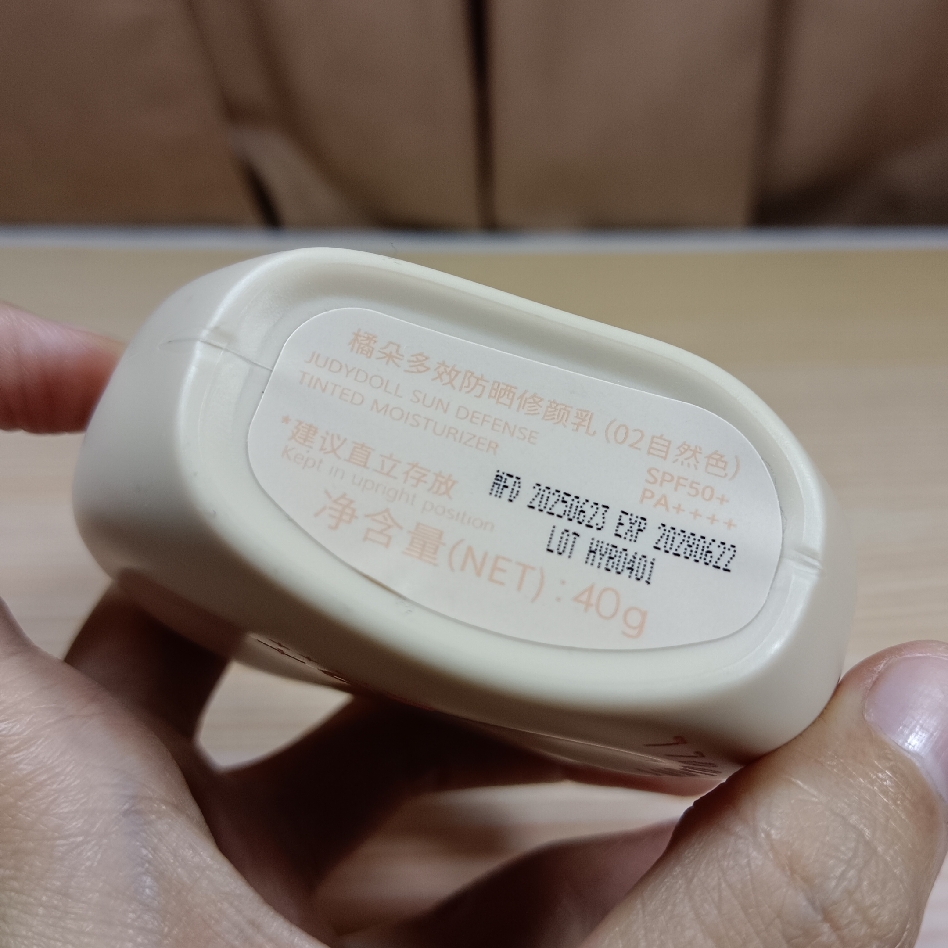 橘朵多效防晒修颜乳 (02自然色)
JUDYDOLL SUN DEFENSE
TINTED MOISTURIZER
SPF50+
PA++++
*建议直立存放
Kept in upright position
MFD 20250623 EXP 20280622
LOT HYB0401
净含量(NET) : 40g